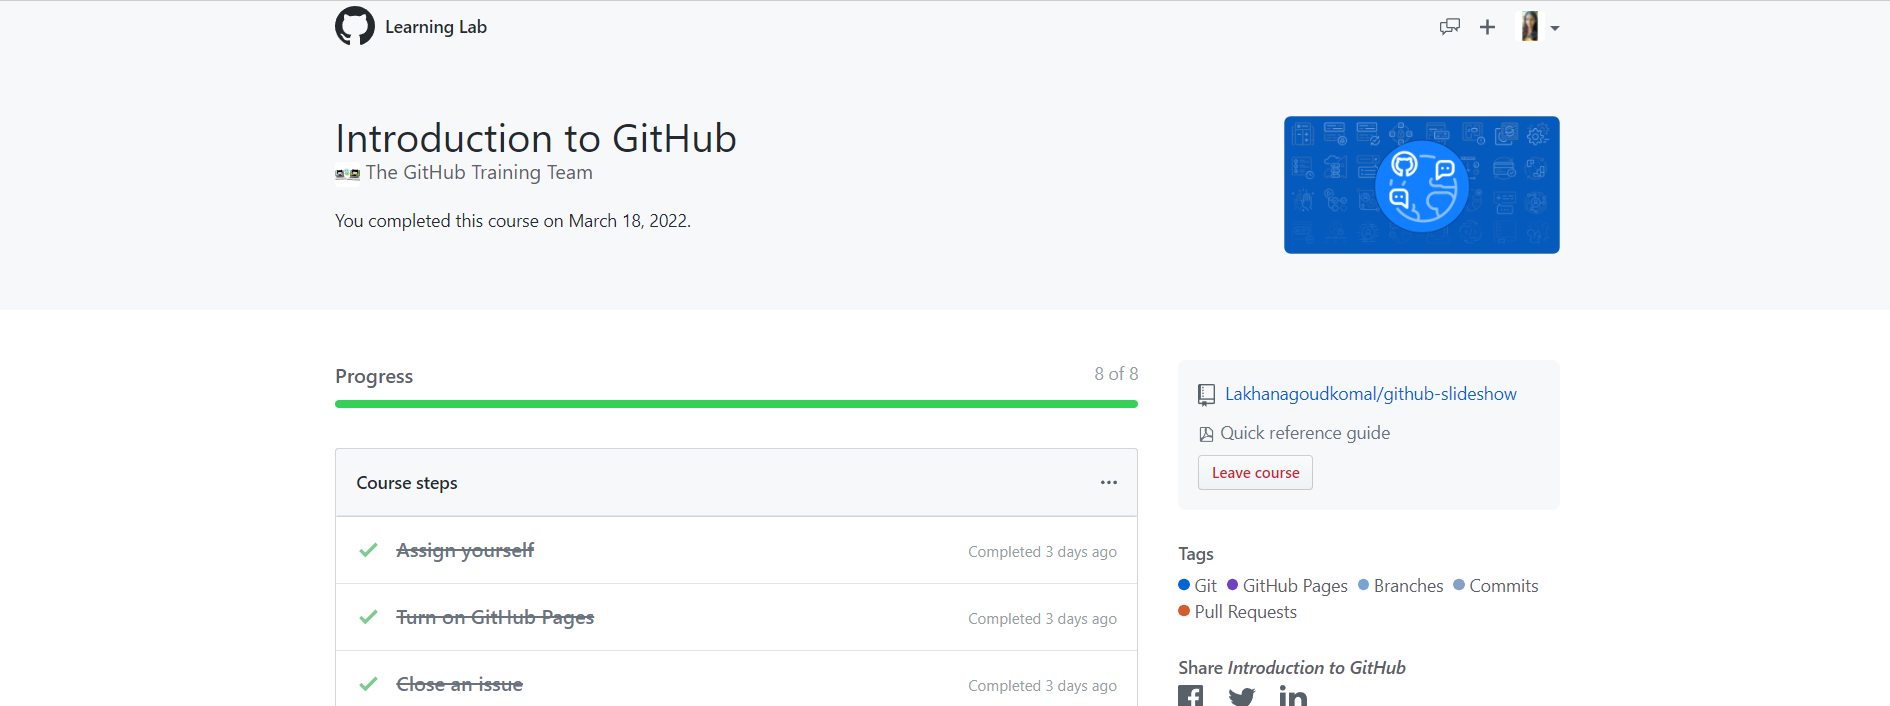 Learning Lab
Introduction to GitHub
The GitHub Training Team
You completed this course on March 18, 2022.
Progress
8 of 8
Course steps
Assign yourself
Completed 3 days ago
Turn on GitHub Pages
Completed 3 days ago
Close an issue
Completed 3 days ago
Lakhanagoudkomal/github-slideshow
Quick reference guide
Leave course
Tags
Git GitHub Pages Branches Commits
Pull Requests
Share Introduction to GitHub